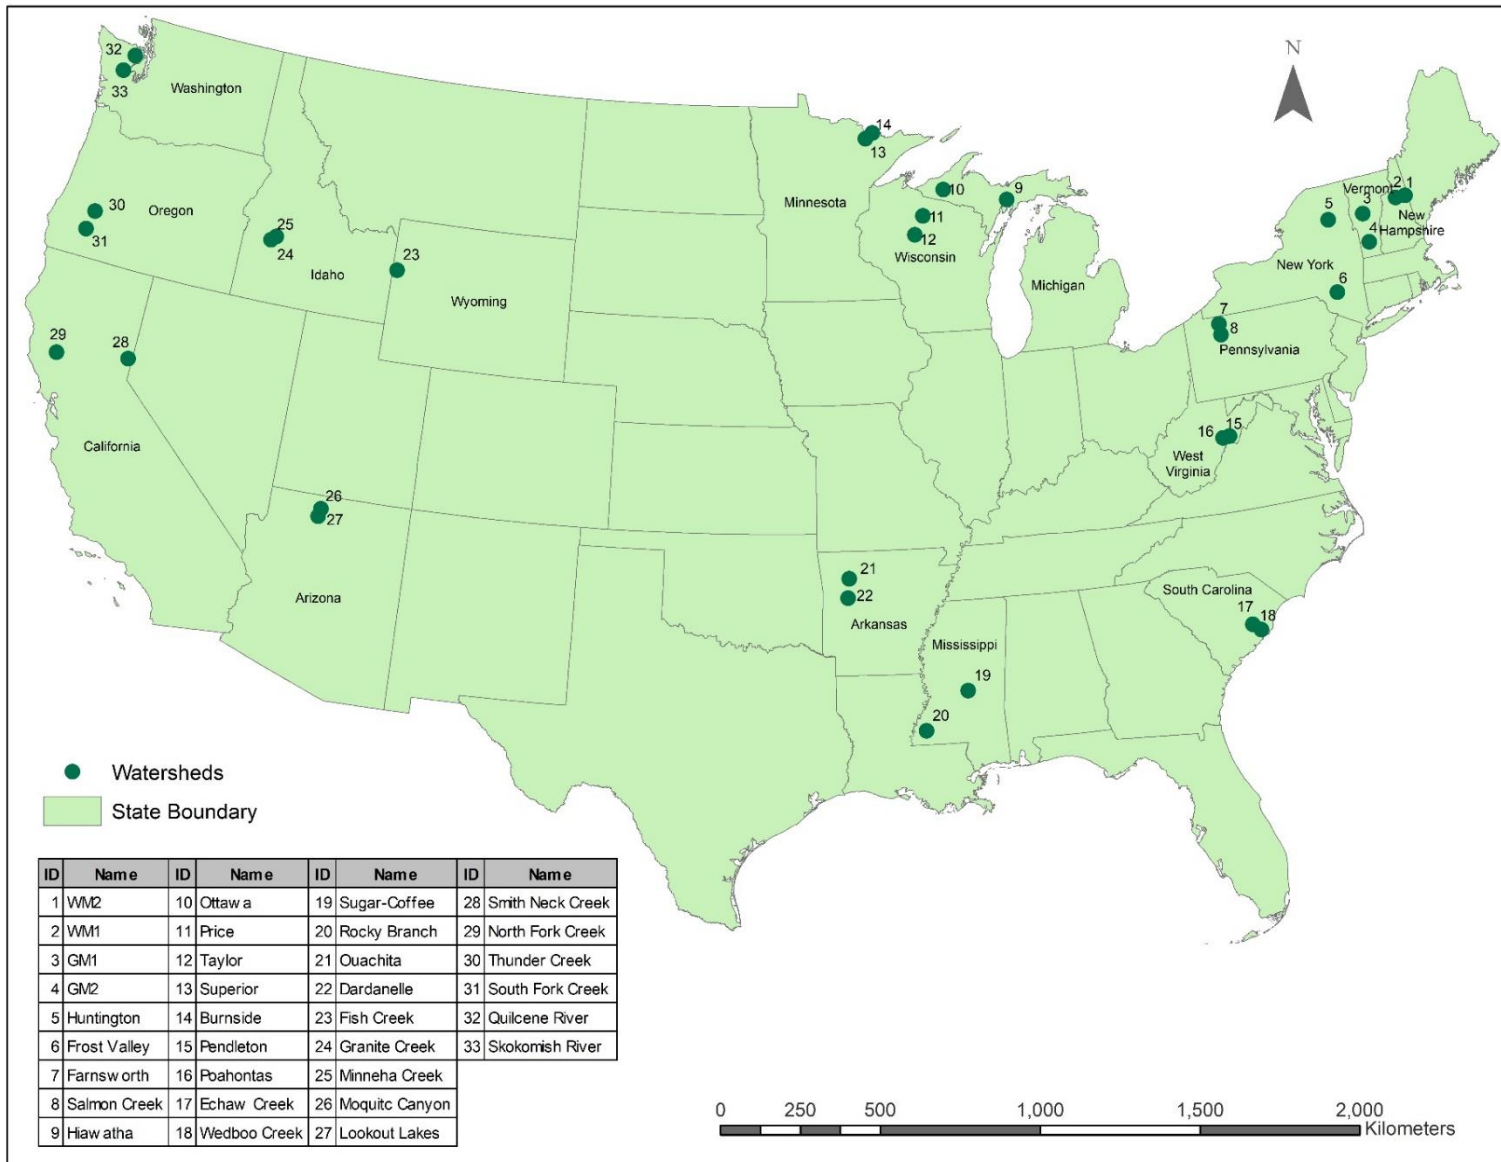 N
32
33
Washington
14
13
Minnesota
10
9
11
12
Wisconsin
Michigan
2
1
Vermont
3
5
New
Hampshire
4
New York
6
7
8
Pennsylvania
30
Oregon
31
25
24
Idaho
23
Wyoming
29
28
California
16
15
West
Virginia
26
27
Arizona
21
22
Arkansas
South Carolina
17
18
Mississippi
19
20
Watersheds
State Boundary
ID Name ID Name ID Name ID Name
1 WM2 10 Ottawa 19 Sugar-Coffee 28 Smith Neck Creek
2 WM1 11 Price 20 Rocky Branch 29 North Fork Creek
3 GM1 12 Taylor 21 Ouachita 30 Thunder Creek
4 GM2 13 Superior 22 Dardanelle 31 South Fork Creek
5 Huntington 14 Burnside 23 Fish Creek 32 Quilcene River
6 Frost Valley 15 Pendleton 24 Granite Creek 33 Skokomish River
7 Farnsworth 16 Poahontas 25 Minneha Creek
8 Salmon Creek 17 Echaw Creek 26 Moquitc Canyon
9 Hiawatha 18 Wedboo Creek 27 Lookout Lakes
0 250 500 1,000 1,500 2,000
Kilometers